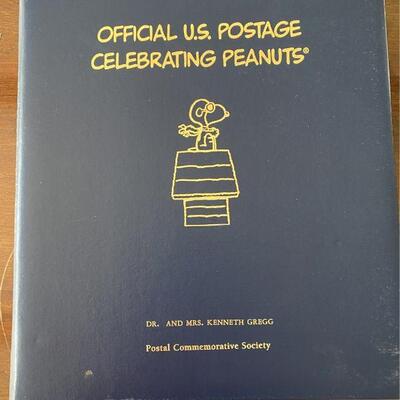 OFFICIAL U.S. POSTAGE
CELEBRATING PEANUTS®
DR. AND MRS. KENNETH GREGG
Postal Commemorative Society